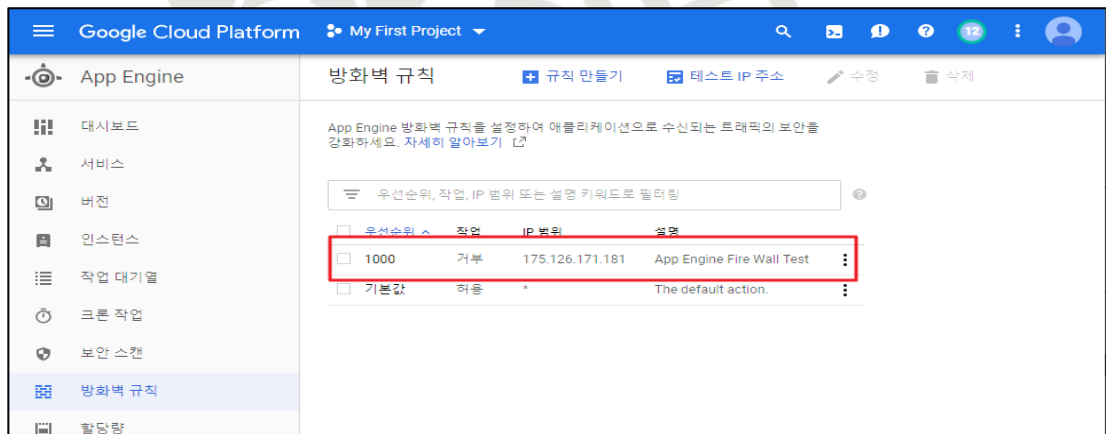 Google Cloud Platform
My First Project
12
App Engine
방화벽 규칙
규칙 만들기
테스트 IP 주소
수정
삭제
대시보드
서비스
버전
인스턴스
작업 대기열
크론 작업
보안 스캔
방화벽 규칙
할당량
App Engine 방화벽 규칙을 설정하여 애플리케이션으로 수신되는 트래픽의 보안을
강화하세요. 자세히 알아보기
우선순위, 작업, IP 범위 또는 설명 키워드로 필터링
우선순위 작업 IP 범위 설명
1000 거부 175.126.171.181 App Engine Fire Wall Test
기본값 허용 * The default action.